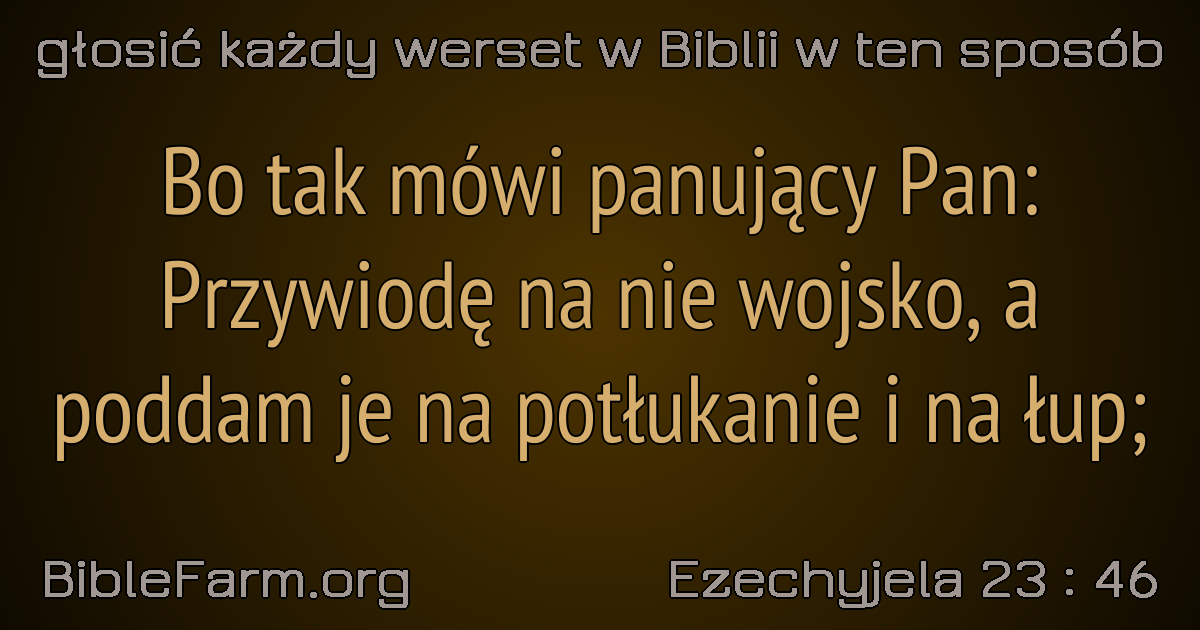 głosić każdy werset w Biblii w ten sposób
Bo tak mówi panujący Pan:
Przywiodę na nie wojsko, a
poddam je na potłukanie i na łup;
BibleFarm.org
Ezechyjela 23 : 46